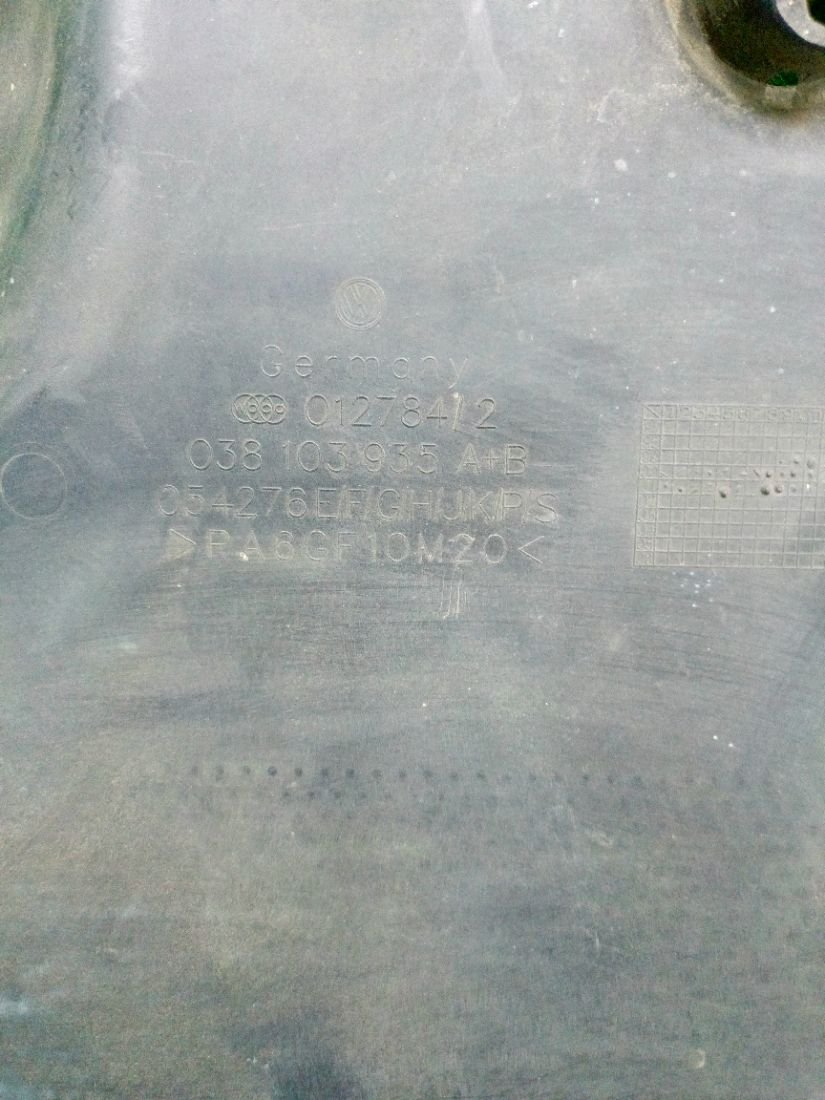 Germany
012784/2
038 103 935 A+B
054276E/F/G/H/J/K/P/S
>PA6GF10M20<